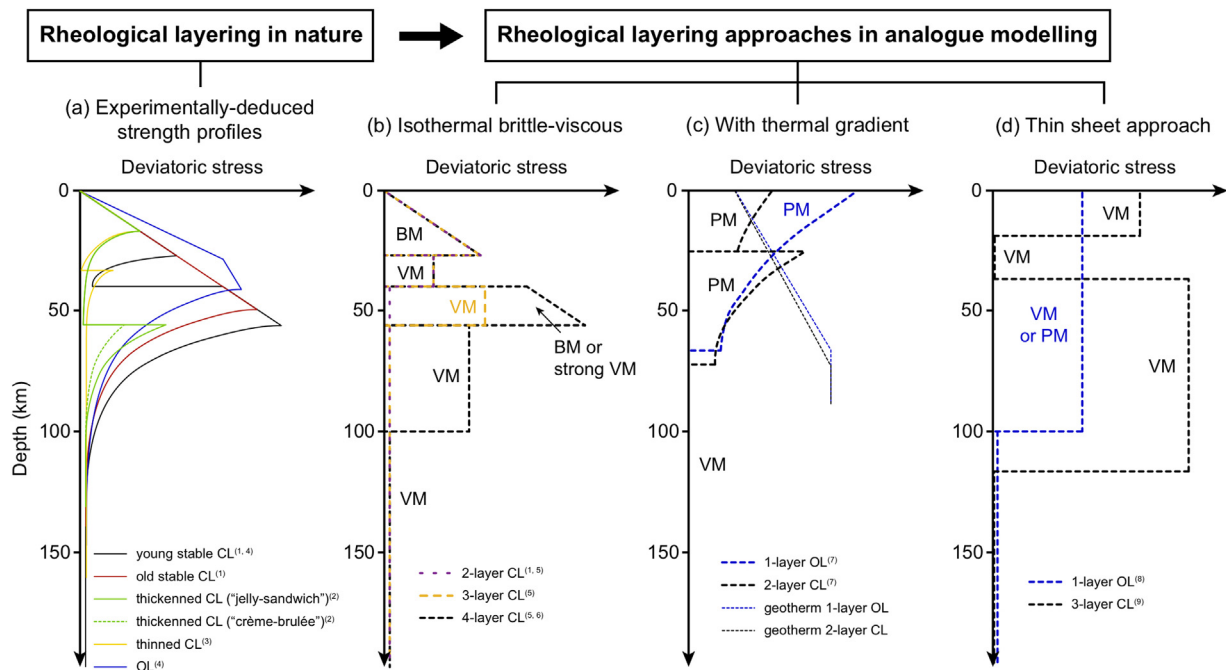 Rheological layering in nature
Rheological layering approaches in analogue modelling
(a) Experimentally-deduced
strength profiles
(b) Isothermal brittle-viscous
(c) With thermal gradient
(d) Thin sheet approach
Deviatoric stress
Deviatoric stress
Deviatoric stress
Deviatoric stress
Depth (km)
0
50
100
150
young stable CL(1, 4)
old stable CL(1)
thickenned CL (“jelly-sandwich”)(2)
thickenned CL (“crème-brulée”)(2)
thinned CL(3)
OL(4)
0
50
100
150
BM
VM
VM
BM or
strong VM
VM
VM
2-layer CL(1, 5)
3-layer CL(5)
4-layer CL(5, 6)
0
50
100
150
PM
PM
PM
VM
1-layer OL(7)
2-layer CL(7)
geotherm 1-layer OL
geotherm 2-layer CL
0
50
100
150
VM
VM
VM
or PM
VM
1-layer OL(8)
3-layer CL(9)